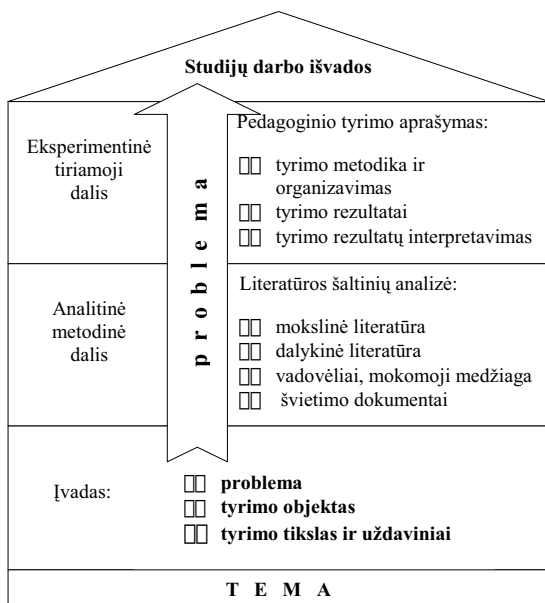 Studijų darbo išvados
Eksperimentinė
tiriamoji
dalis
Pedagoginio tyrimo aprašymas:
tyrimo metodika ir
organizavimas
tyrimo rezultatai
tyrimo rezultatų interpretavimas
problema
Analitinė
metodinė
dalis
Literatūros šaltinių analizė:
mokslinė literatūra
dalykinė literatūra
vadovėliai, mokomoji medžiaga
švietimo dokumentai
Įvadas:
problema
tyrimo objektas
tyrimo tikslas ir uždaviniai
T E M A